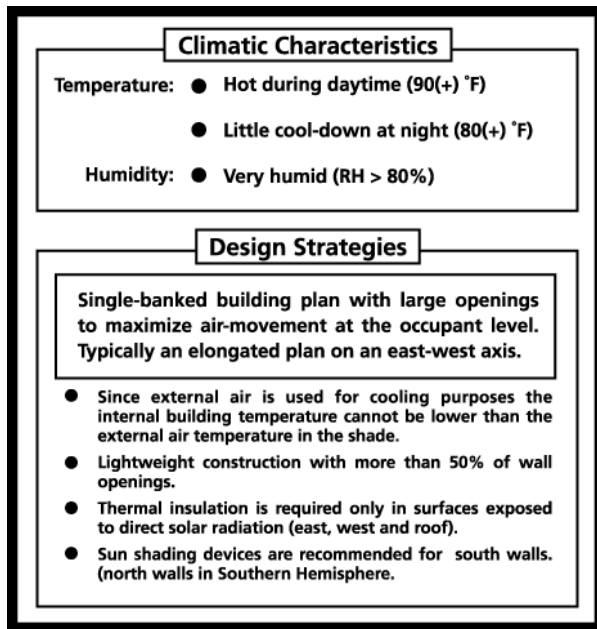 Climatic Characteristics
Temperature: ● Hot during daytime (90(+) ˚F)
● Little cool-down at night (80(+) ˚F)
Humidity: ● Very humid (RH > 80%)
Design Strategies
Single-banked building plan with large openings
to maximize air-movement at the occupant level.
Typically an elongated plan on an east-west axis.
● Since external air is used for cooling purposes the
internal building temperature cannot be lower than the
external air temperature in the shade.
● Lightweight construction with more than 50% of wall
openings.
● Thermal insulation is required only in surfaces exposed
to direct solar radiation (east, west and roof).
● Sun shading devices are recommended for south walls.
(north walls in Southern Hemisphere.